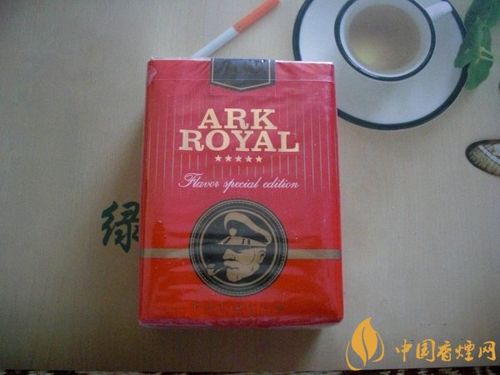 ARK
ROYAL
Flavor special edition
绿
中国香烟网